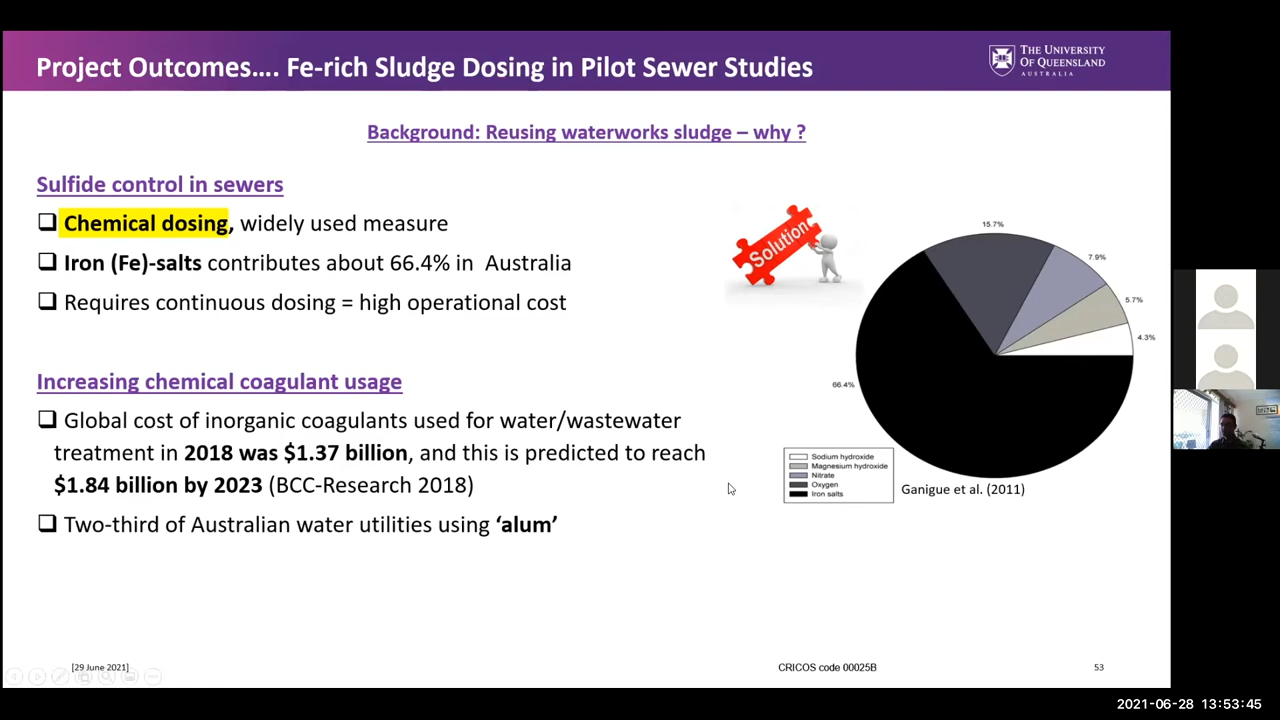 Project Outcomes…. Fe-rich Sludge Dosing in Pilot Sewer Studies
THE UNIVERSITY
OF QUEENSLAND
AUSTRALIA
Background: Reusing waterworks sludge – why ?
Sulfide control in sewers
Chemical dosing, widely used measure
Iron (Fe)-salts contributes about 66.4% in Australia
Requires continuous dosing = high operational cost
Solution
15.7%
7.9%
5.7%
4.3%
66.4%
Increasing chemical coagulant usage
Global cost of inorganic coagulants used for water/wastewater
treatment in 2018 was $1.37 billion, and this is predicted to reach
$1.84 billion by 2023 (BCC-Research 2018)
Two-third of Australian water utilities using ‘alum’
Sodium hydroxide
Magnesium hydroxide
Nitrate
Oxygen
Iron salts
Ganigue et al. (2011)
[29 June 2021]
CRICOS code 00025B
53
2021-06-28 13:53:45